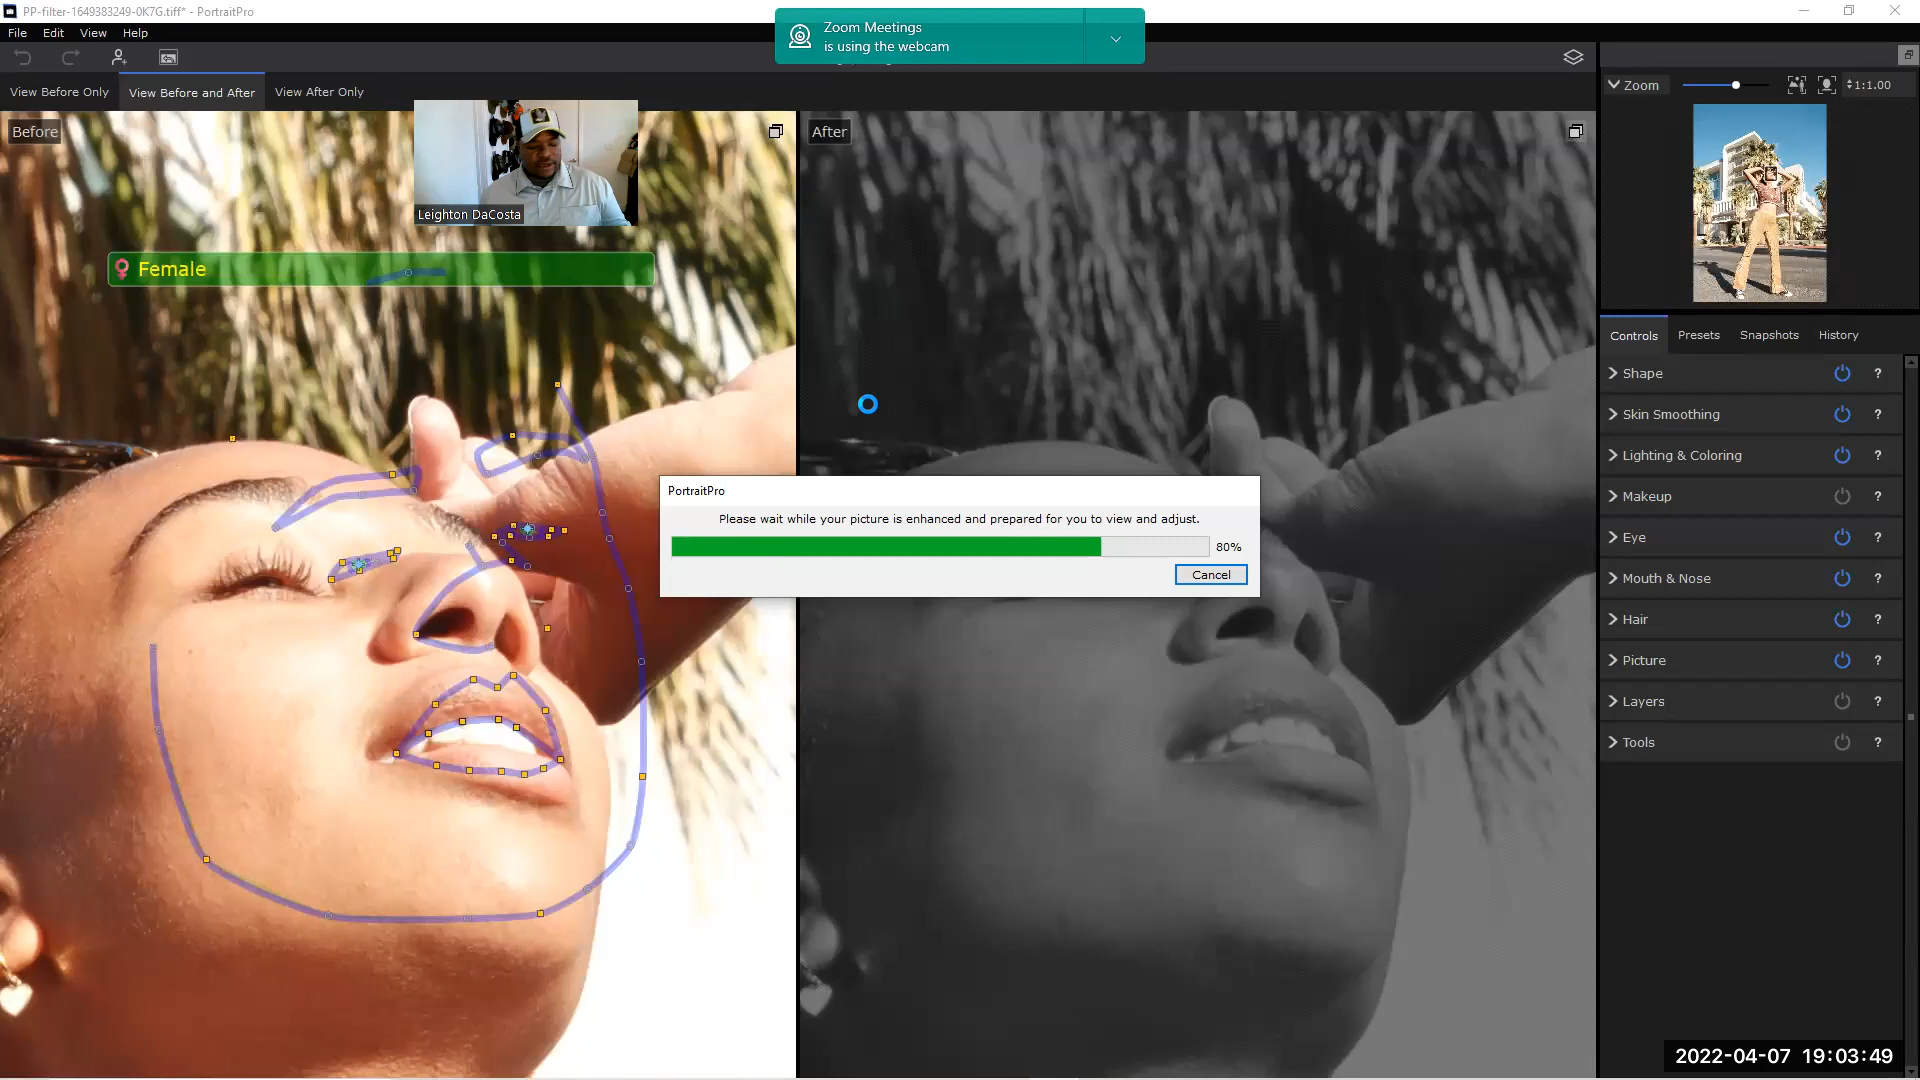 PP-filter-1649383249-0K7G.tiff* - PortraitPro
File Edit View Help
Zoom Meetings
is using the webcam
View Before Only
View Before and After
View After Only
Zoom
1:1.00
Before
After
Leighton DaCosta
Female
PortraitPro
Please wait while your picture is enhanced and prepared for you to view and adjust.
80%
Cancel
Controls Presets Snapshots History
Shape ?
Skin Smoothing ?
Lighting & Coloring ?
Makeup ?
Eye ?
Mouth & Nose ?
Hair ?
Picture ?
Layers ?
Tools ?
2022-04-07 19:03:49